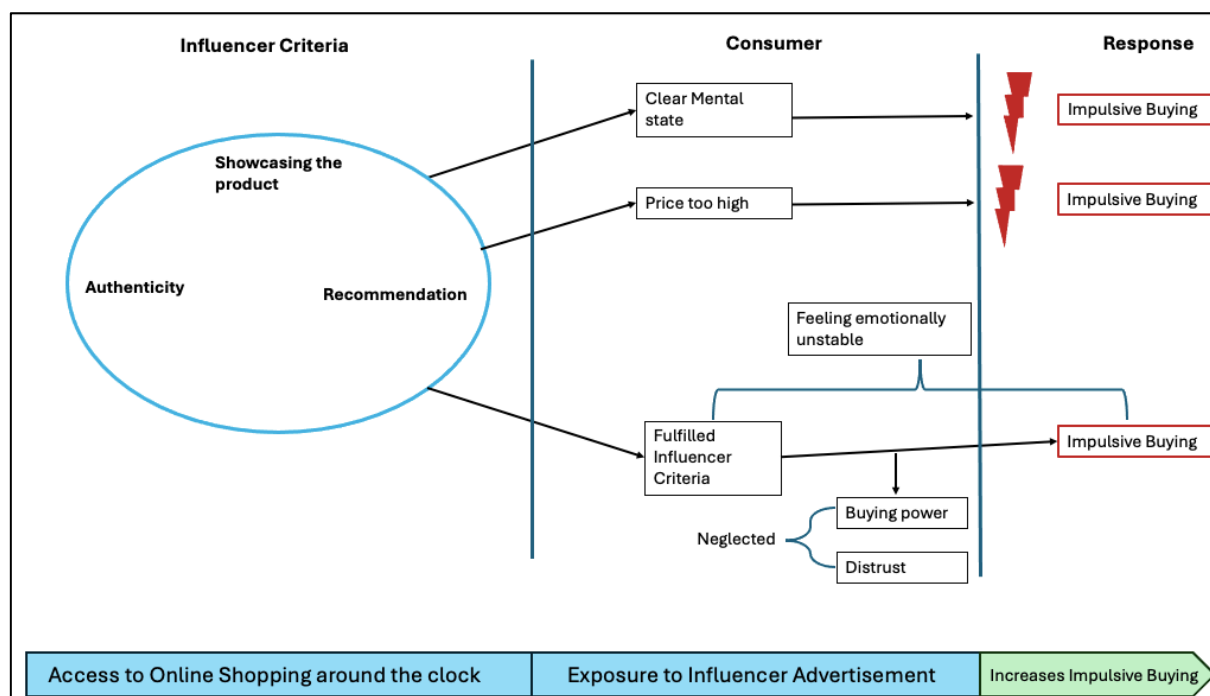 Influencer Criteria
Consumer
Response
Clear Mental
state
Impulsive Buying
Showcasing the
product
Price too high
Impulsive Buying
Authenticity
Recommendation
Feeling emotionally
unstable
Fulfilled
Influencer
Criteria
Impulsive Buying
Buying power
Neglected
Distrust
Access to Online Shopping around the clock
Exposure to Influencer Advertisement
Increases Impulsive Buying